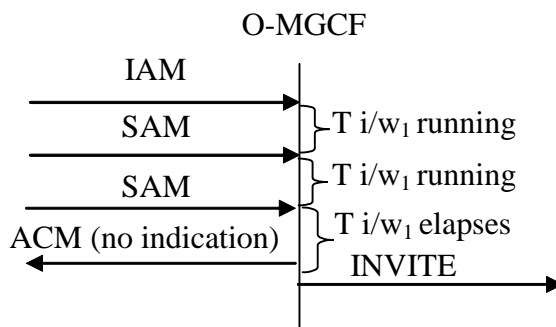 O-MGCF
IAM
T i/w₁ running
SAM
T i/w₁ running
SAM
T i/w₁ elapses
ACM (no indication)
INVITE